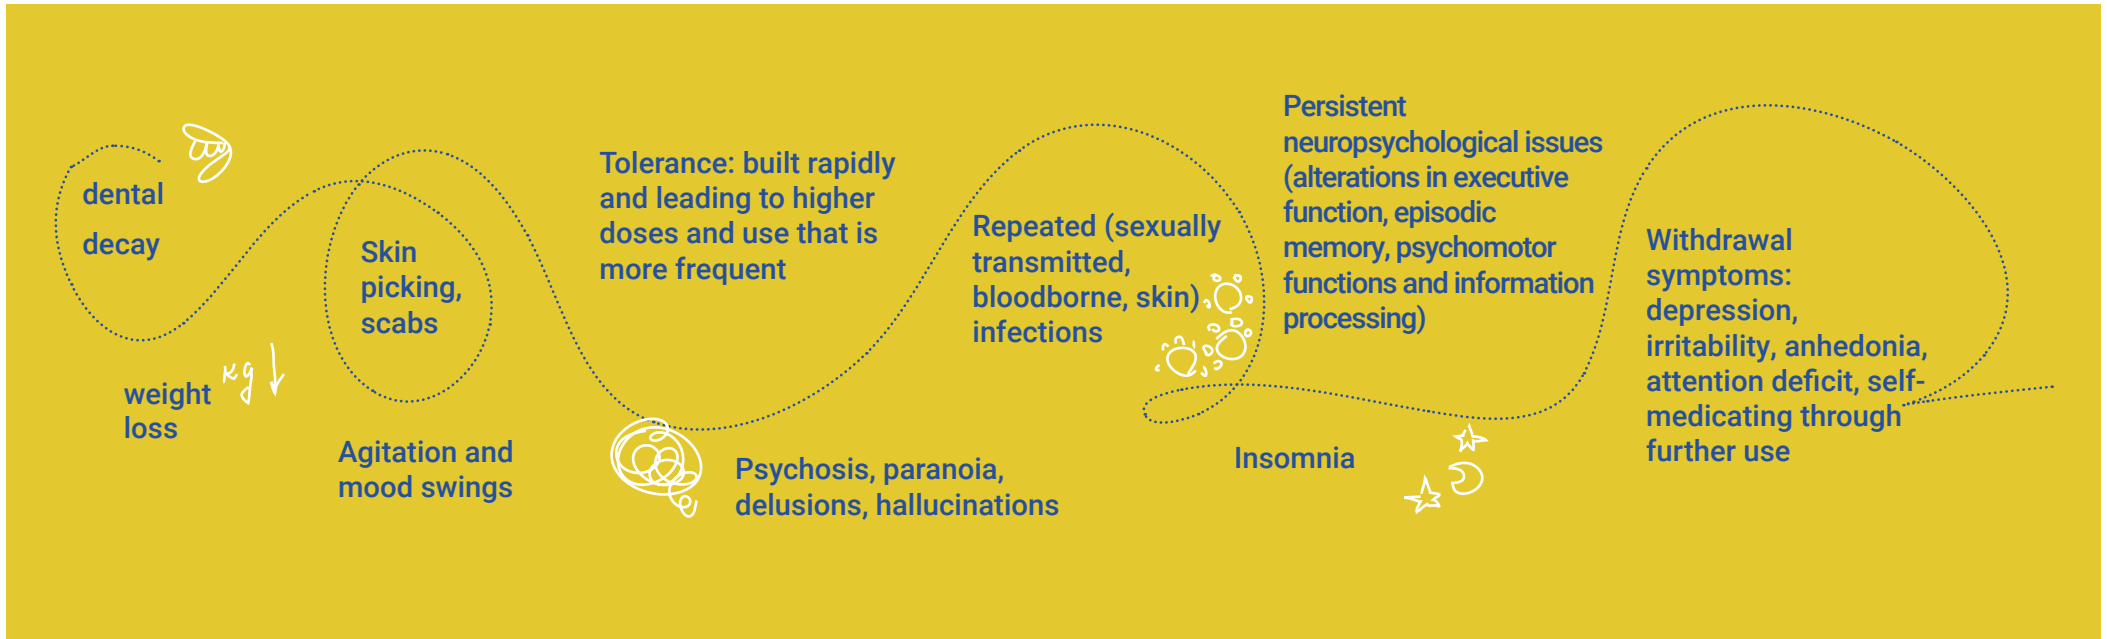 dental
decay
weight
loss
кg
Skin
picking,
scabs
Agitation and
mood swings
Tolerance: built rapidly
and leading to higher
doses and use that is
more frequent
Psychosis, paranoia,
delusions, hallucinations
Repeated (sexually
transmitted,
bloodborne, skin)
infections
Persistent
neuropsychological issues
(alterations in executive
function, episodic
memory, psychomotor
functions and information
processing)
Insomnia
Withdrawal
symptoms:
depression,
irritability, anhedonia,
attention deficit, self-
medicating through
further use